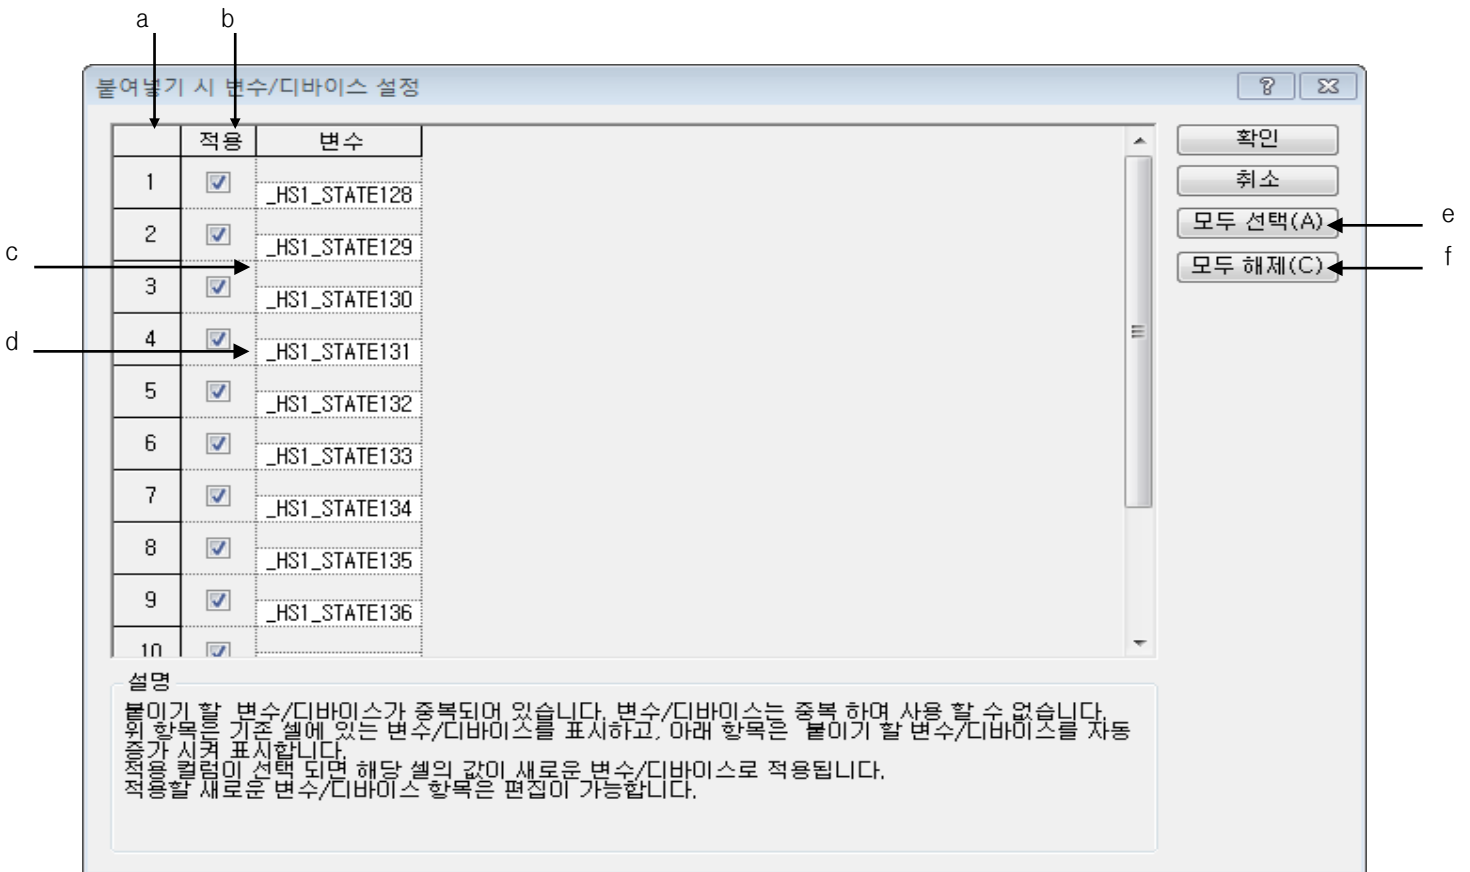 a b
붙여넣기 시 변수/디바이스 설정
적용 변수
확인
1 _HS1_STATE128
취소
2 _HS1_STATE129
모두 선택(A) e
c
3 _HS1_STATE130
모두 해제(C) f
d
4 _HS1_STATE131
5 _HS1_STATE132
6 _HS1_STATE133
7 _HS1_STATE134
8 _HS1_STATE135
9 _HS1_STATE136
10
설명
붙이기 할 변수/디바이스가 중복되어 있습니다. 변수/디바이스는 중복 하여 사용 할 수 없습니다.
위 항목은 기존 셀에 있는 변수/디바이스를 표시하고, 아래 항목은 붙이기 할 변수/디바이스를 자동
증가 시켜 표시합니다.
적용 컬럼이 선택 되면 해당 셀의 값이 새로운 변수/디바이스로 적용됩니다.
적용할 새로운 변수/디바이스 항목은 편집이 가능합니다.